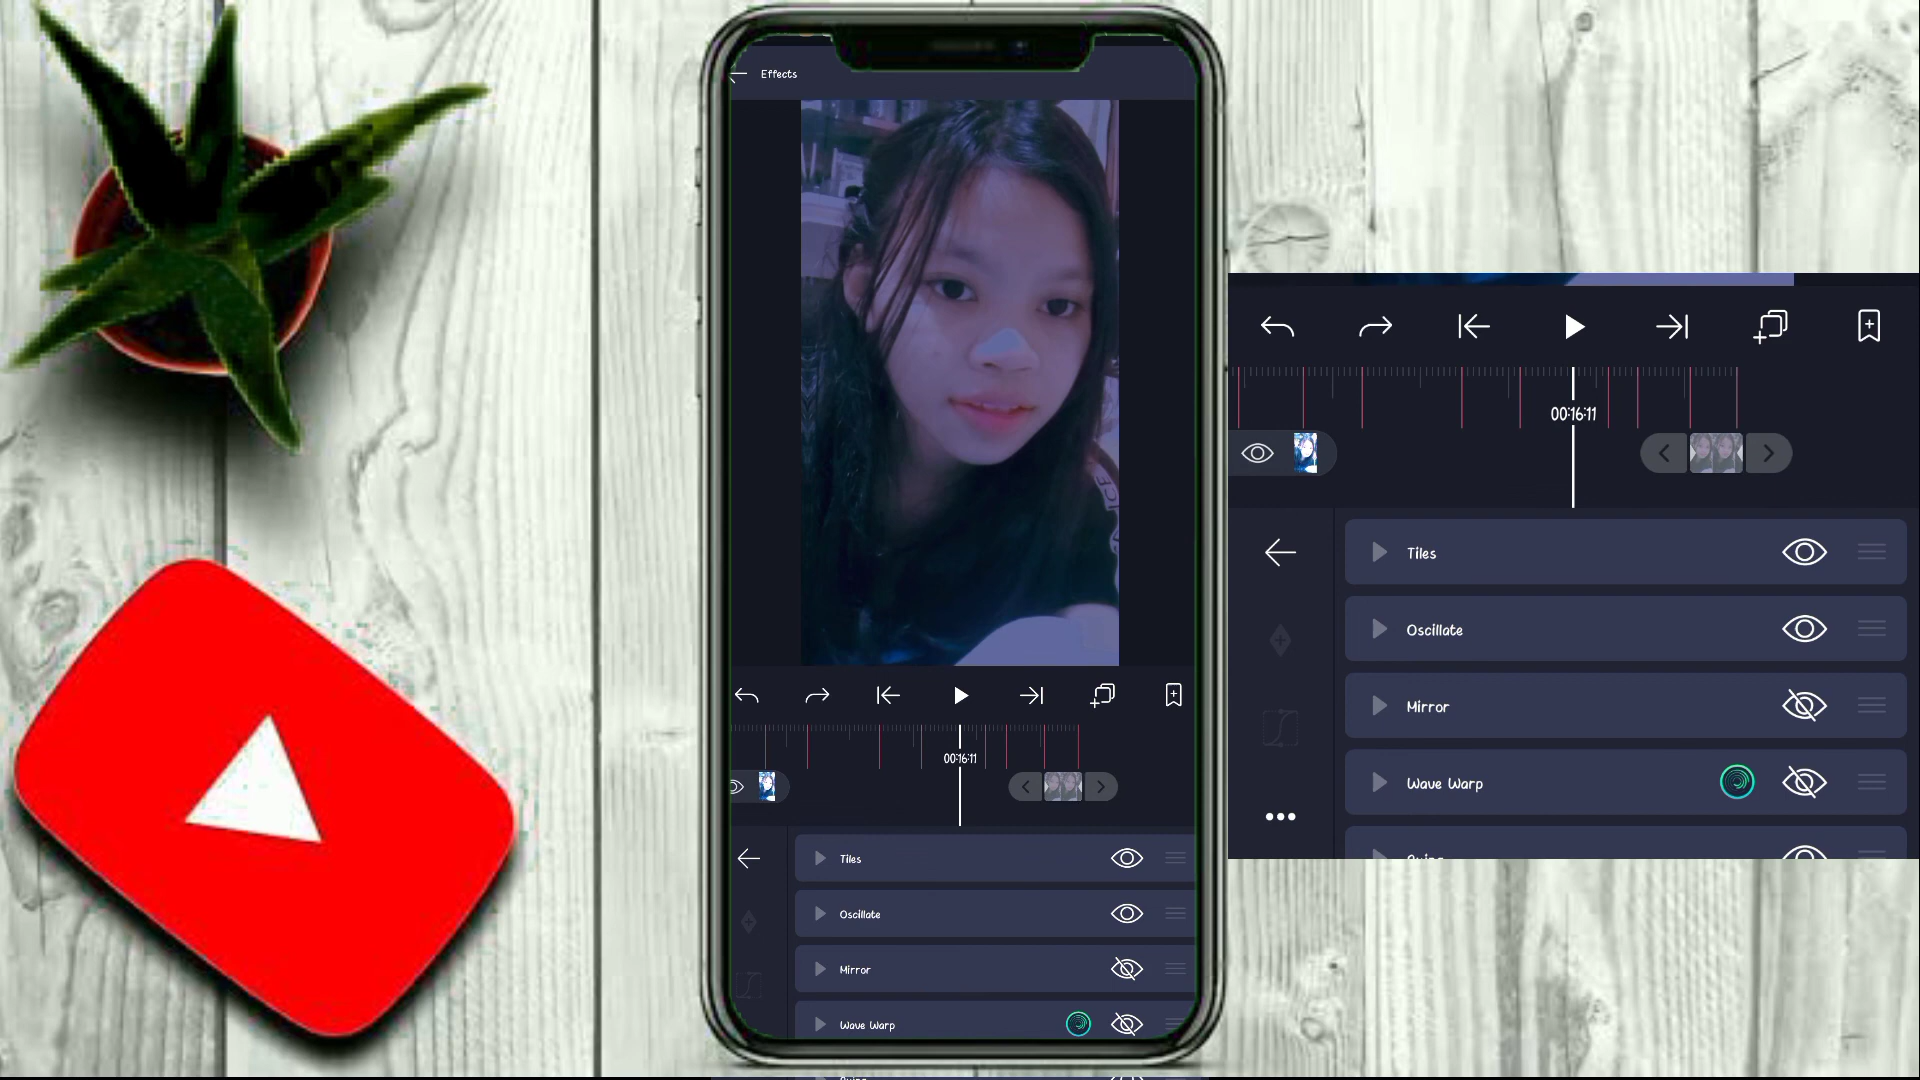 Effects
00:16:11
Tiles
Oscillate
Mirror
Wave Warp
00:16:11
Tiles
Oscillate
Mirror
Wave Warp